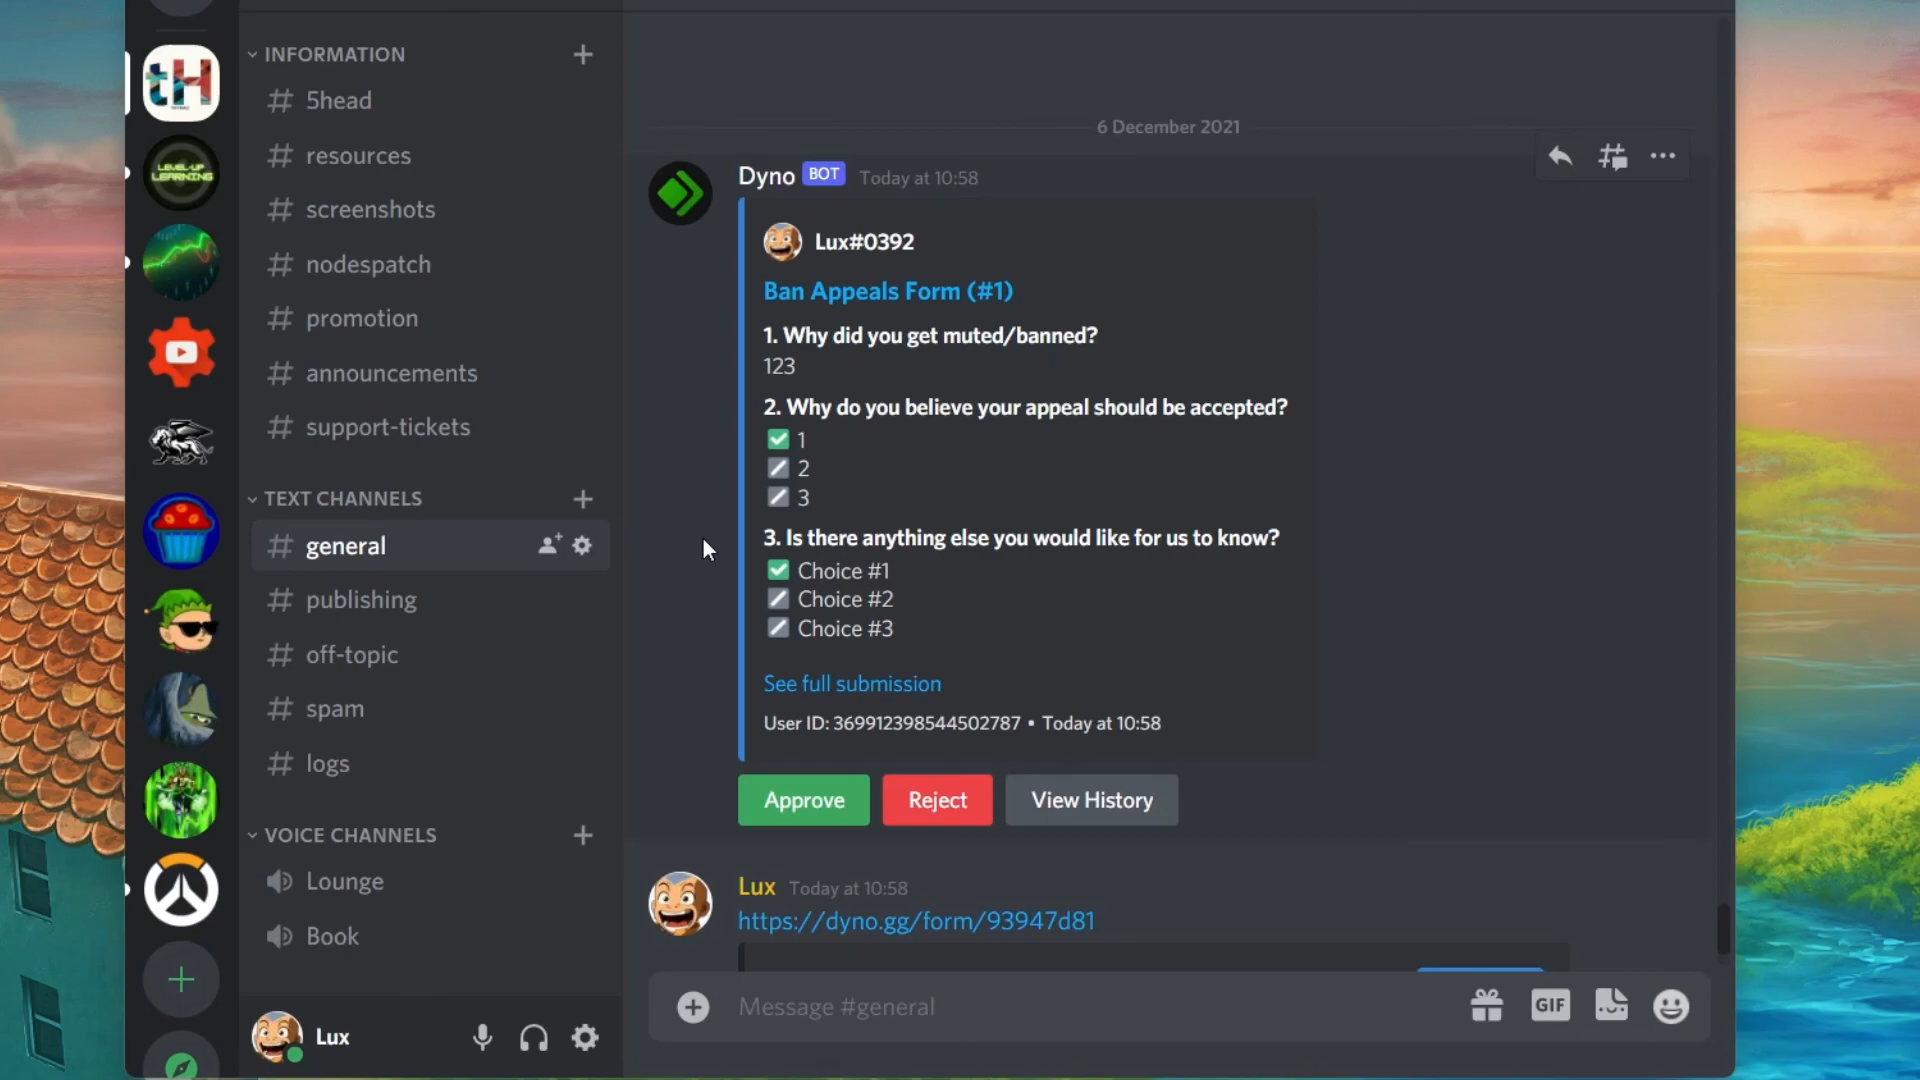 INFORMATION
5head
resources
screenshots
nodespatch
promotion
announcements
support-tickets
TEXT CHANNELS
general
publishing
off-topic
spam
logs
VOICE CHANNELS
Lounge
Book
Lux
tH
LEVEL-UP
LEARNING
6 December 2021
Dyno BOT Today at 10:58
Lux#0392
Ban Appeals Form (#1)
1. Why did you get muted/banned?
123
2. Why do you believe your appeal should be accepted?
1
2
3
3. Is there anything else you would like for us to know?
Choice #1
Choice #2
Choice #3
See full submission
User ID: 369912398544502787 • Today at 10:58
Approve Reject View History
Lux Today at 10:58
https://dyno.gg/form/93947d81
Message #general
GIF